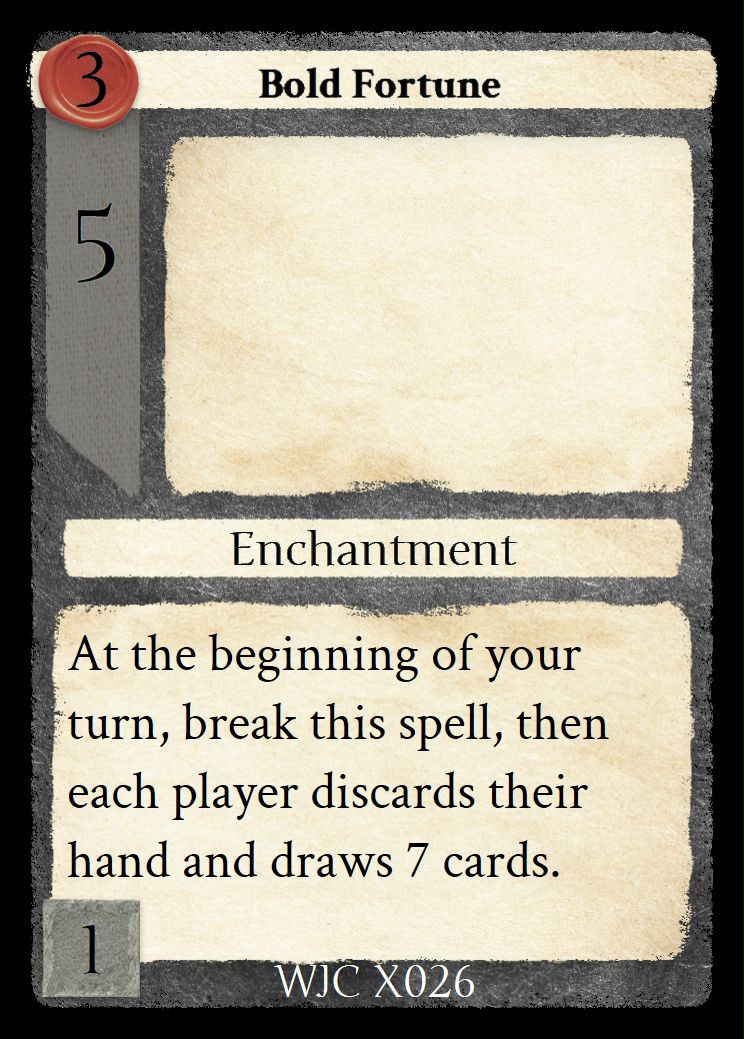 3
Bold Fortune
5
Enchantment
At the beginning of your
turn, break this spell, then
each player discards their
hand and draws 7 cards.
1
WJC X026